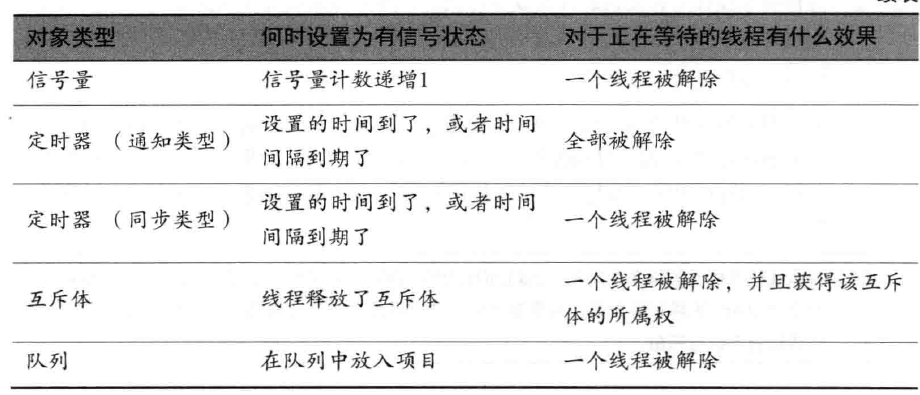 对象类型 何时设置为有信号状态 对于正在等待的线程有什么效果
信号量 信号量计数递增1 一个线程被解除
定时器 （通知类型） 设置的时间到了，或者时间 全部被解除
间隔到期了
定时器 （同步类型） 设置的时间到了，或者时间 一个线程被解除
间隔到期了
互斥体 线程释放了互斥体 一个线程被解除，并且获得该互斥
体的所属权
队列 在队列中放入项目 一个线程被解除